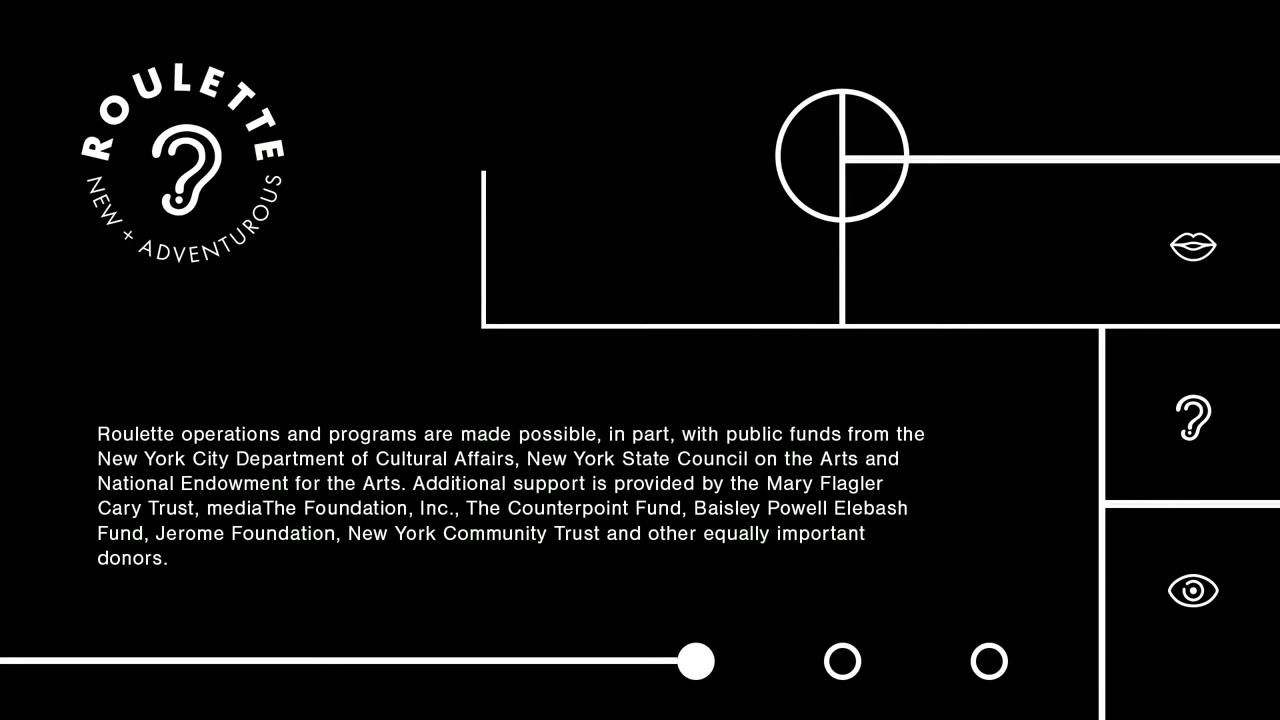 ROULETTE
NEW + ADVENTUROUS
Roulette operations and programs are made possible, in part, with public funds from the
New York City Department of Cultural Affairs, New York State Council on the Arts and
National Endowment for the Arts. Additional support is provided by the Mary Flagler
Cary Trust, mediaThe Foundation, Inc., The Counterpoint Fund, Baisley Powell Elebash
Fund, Jerome Foundation, New York Community Trust and other equally important
donors.